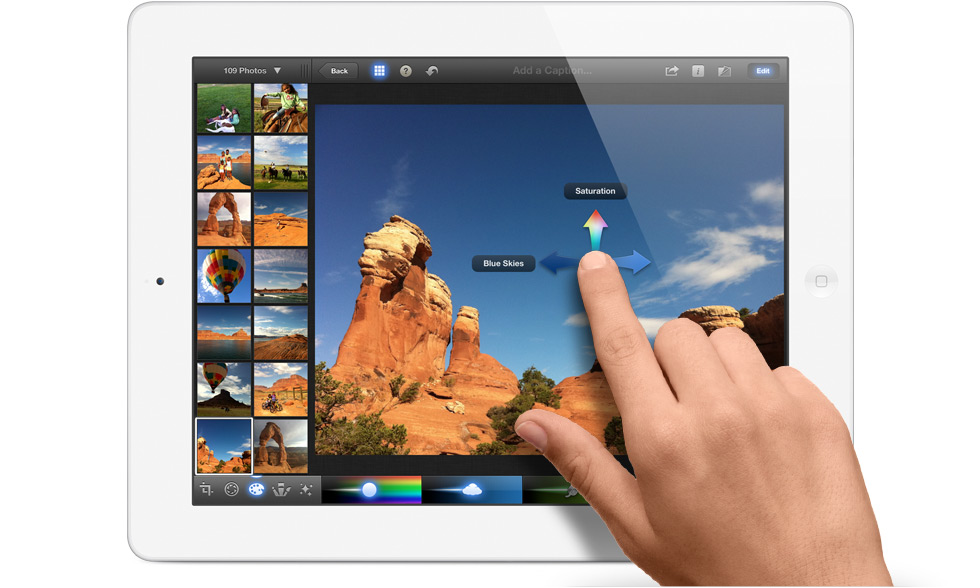 109 Photos
Back
Add a Caption...
Edit
Saturation
Blue Skies